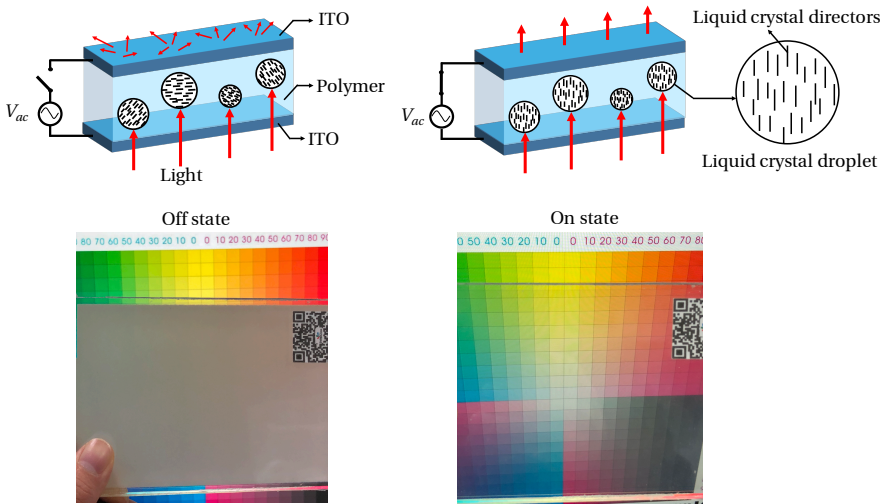 ITO
Polymer
V_ac
ITO
Light
Liquid crystal directors
V_ac
Liquid crystal droplet
Off state
On state
80 70 60 50 40 30 20 10 0 0 10 20 30 40 50 60 70 80 90
0 50 40 30 20 10 0 0 10 20 30 40 50 60 70 80